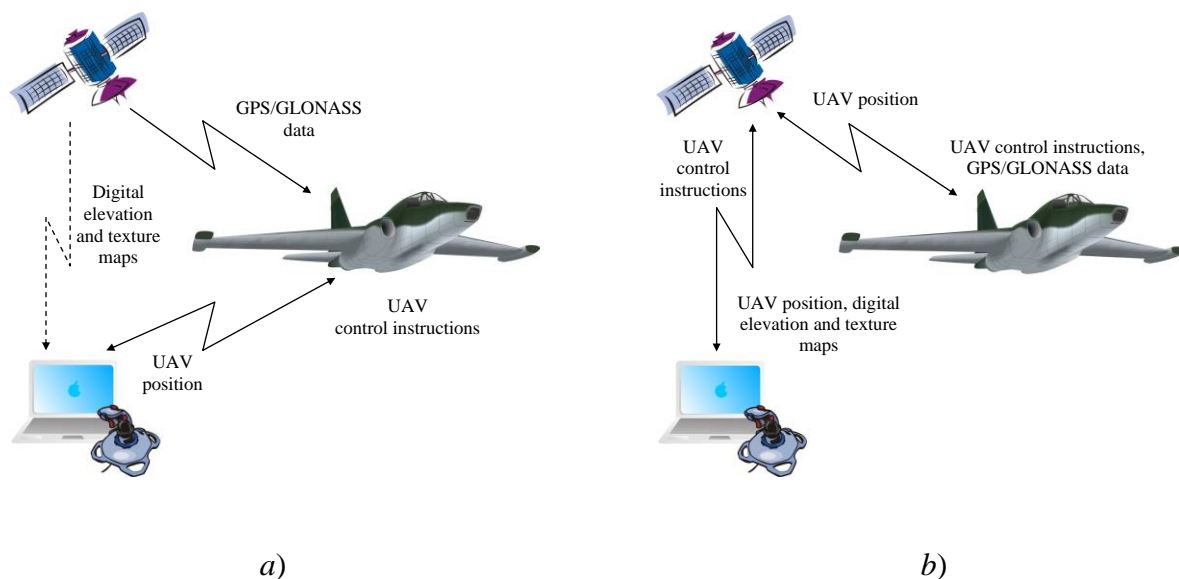 GPS/GLONASS
data
Digital
elevation
and texture
maps
UAV
control instructions
UAV
position
a)
UAV position
UAV
control
instructions
UAV control instructions,
GPS/GLONASS data
UAV position, digital
elevation and texture
maps
b)